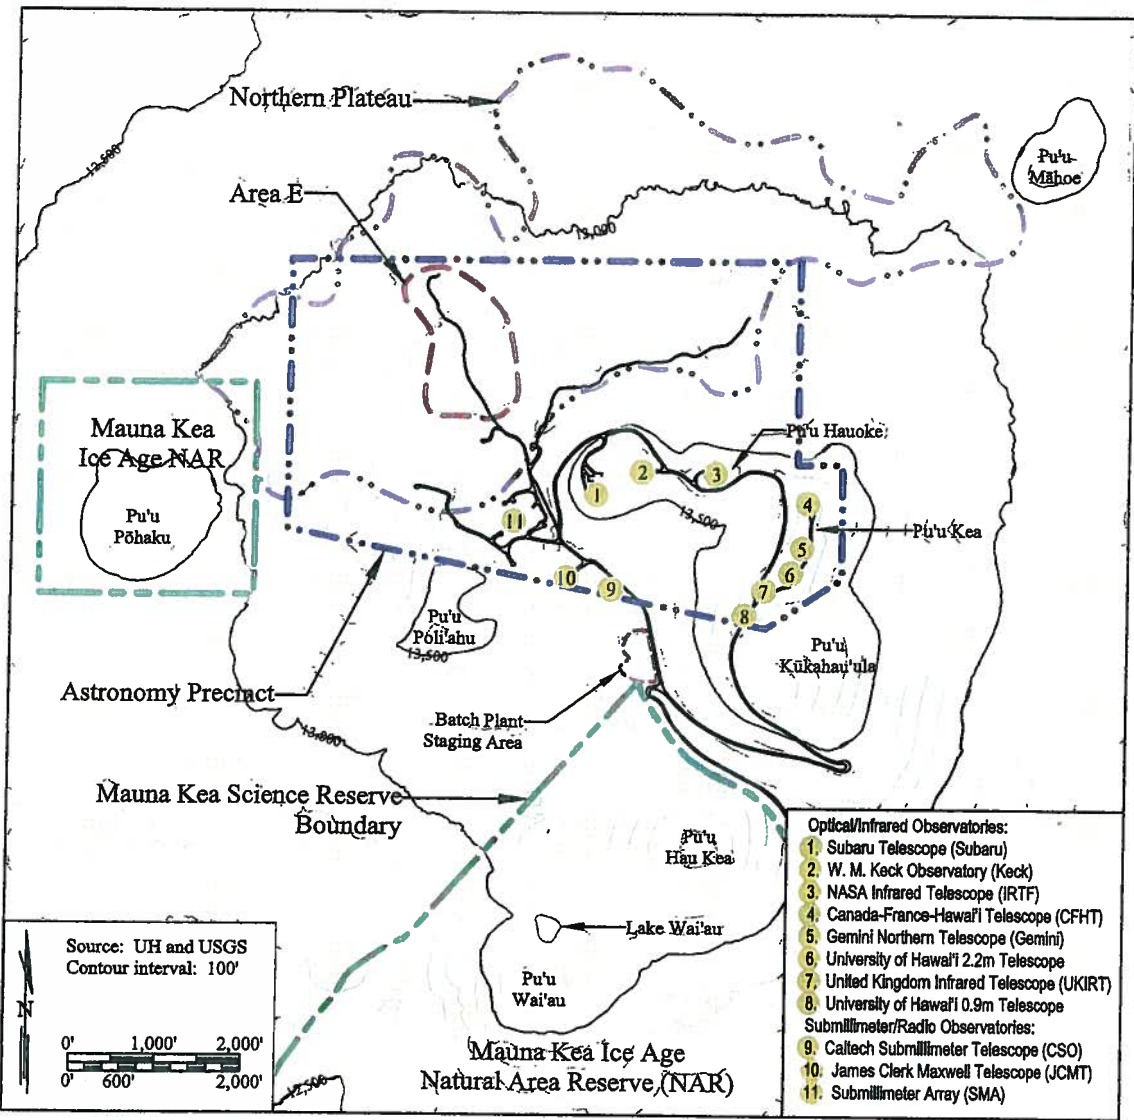 Northern Plateau
12,500
Pu'u
Māhoe
Area E
13,000
Mauna Kea
Ice Age NAR
Pu'u
Pōhaku
Pu'u Hauoke
2
3
1
4
13,500
11
Pu'u Kea
5
10
6
9
7
8
Pu'u
Poli'ahu
13,500
Pu'u
Kūkahau'ula
Astronomy Precinct
Batch Plant
Staging Area
13,000
Mauna Kea Science Reserve
Boundary
Pu'u
Hau Kea
Lake Wai'au
Pu'u
Wai'au
Mauna Kea Ice Age
Natural Area Reserve (NAR)
12,500
Source: UH and USGS
Contour interval: 100'
N
0' 1,000' 2,000'
0' 600' 2,000'
Optical/Infrared Observatories:
1. Subaru Telescope (Subaru)
2. W. M. Keck Observatory (Keck)
3. NASA Infrared Telescope (IRTF)
4. Canada-France-Hawai'i Telescope (CFHT)
5. Gemini Northern Telescope (Gemini)
6. University of Hawai'i 2.2m Telescope
7. United Kingdom Infrared Telescope (UKIRT)
8. University of Hawai'i 0.9m Telescope
Submillimeter/Radio Observatories:
9. Caltech Submillimeter Telescope (CSO)
10. James Clerk Maxwell Telescope (JCMT)
11. Submillimeter Array (SMA)